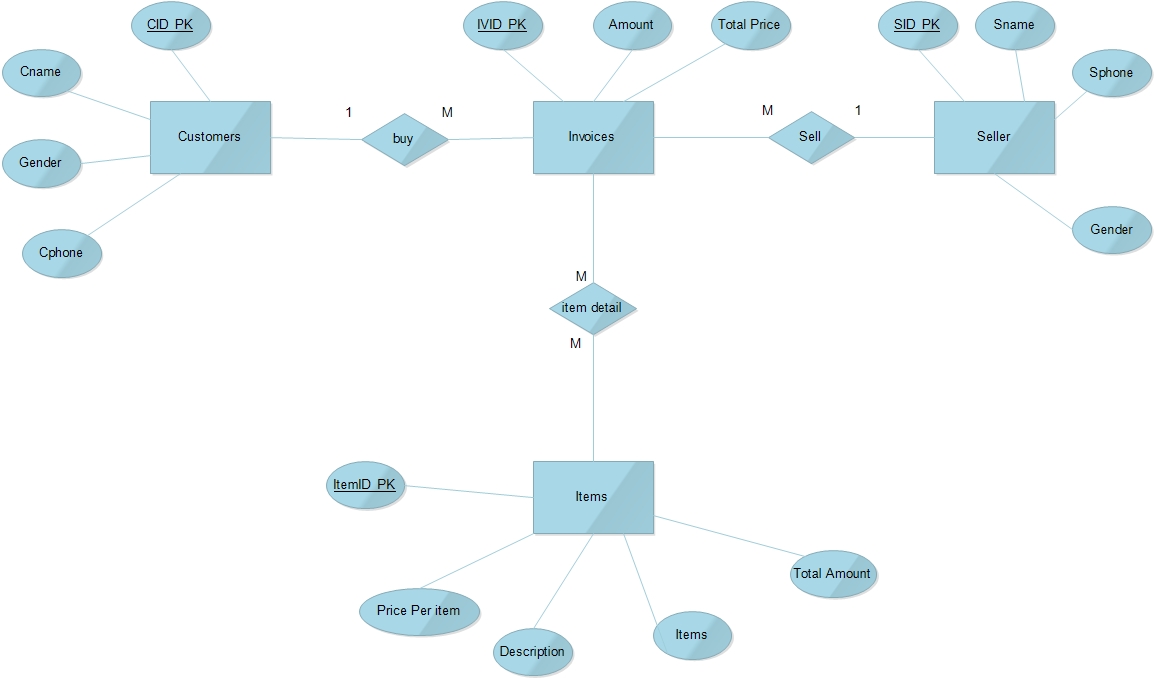 CID_PK
IVID_PK
Amount
Total Price
SID_PK
Sname
Cname
Sphone
1
M
M
1
Customers
buy
Invoices
Sell
Seller
Gender
Gender
Cphone
M
item detail
M
ItemID_PK
Items
Total Amount
Price Per item
Items
Description